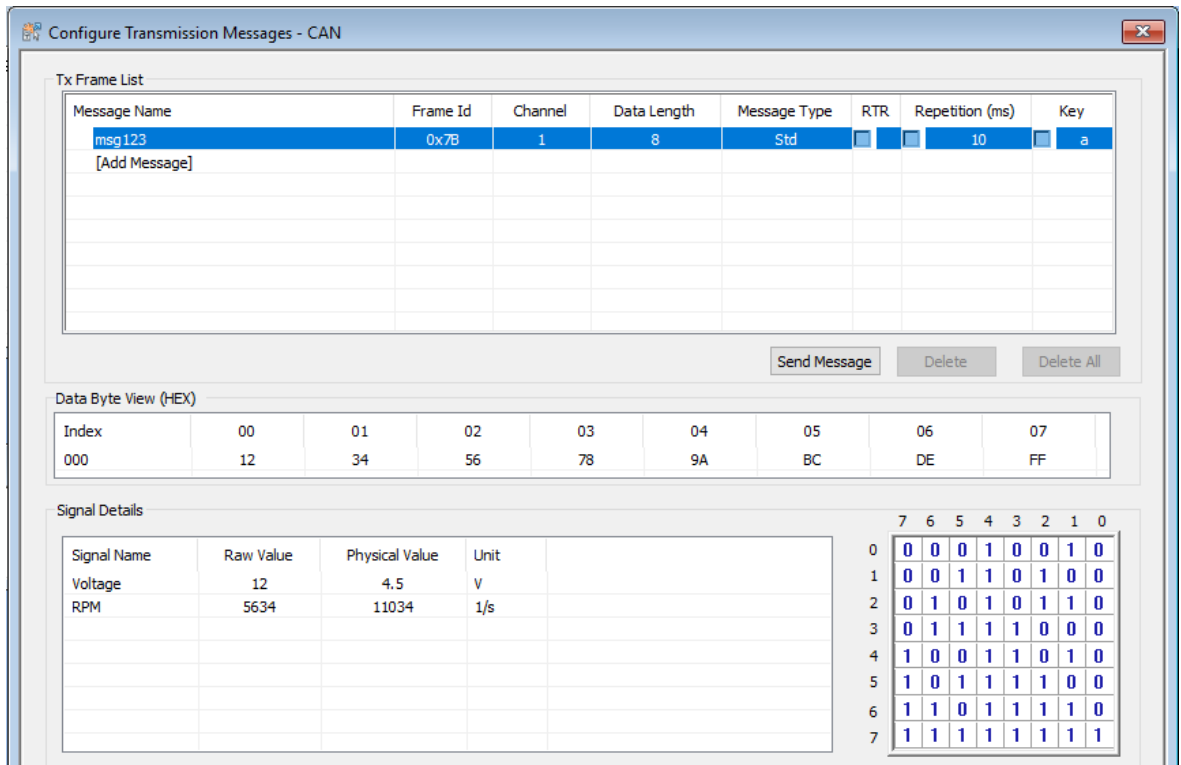 Configure Transmission Messages - CAN
Tx Frame List
Message Name Frame Id Channel Data Length Message Type RTR Repetition (ms) Key
msg123 0x7B 1 8 Std 10 a
[Add Message]
Send Message Delete Delete All
Data Byte View (HEX)
Index 00 01 02 03 04 05 06 07
000 12 34 56 78 9A BC DE FF
Signal Details
Signal Name Raw Value Physical Value Unit
Voltage 12 4.5 V
RPM 5634 11034 1/s
7 6 5 4 3 2 1 0
0 0 0 0 1 0 0 1 0
1 0 0 1 1 0 1 0 0
2 0 1 0 1 0 1 1 0
3 0 1 1 1 1 0 0 0
4 1 0 0 1 1 0 1 0
5 1 0 1 1 1 1 0 0
6 1 1 0 1 1 1 1 0
7 1 1 1 1 1 1 1 1